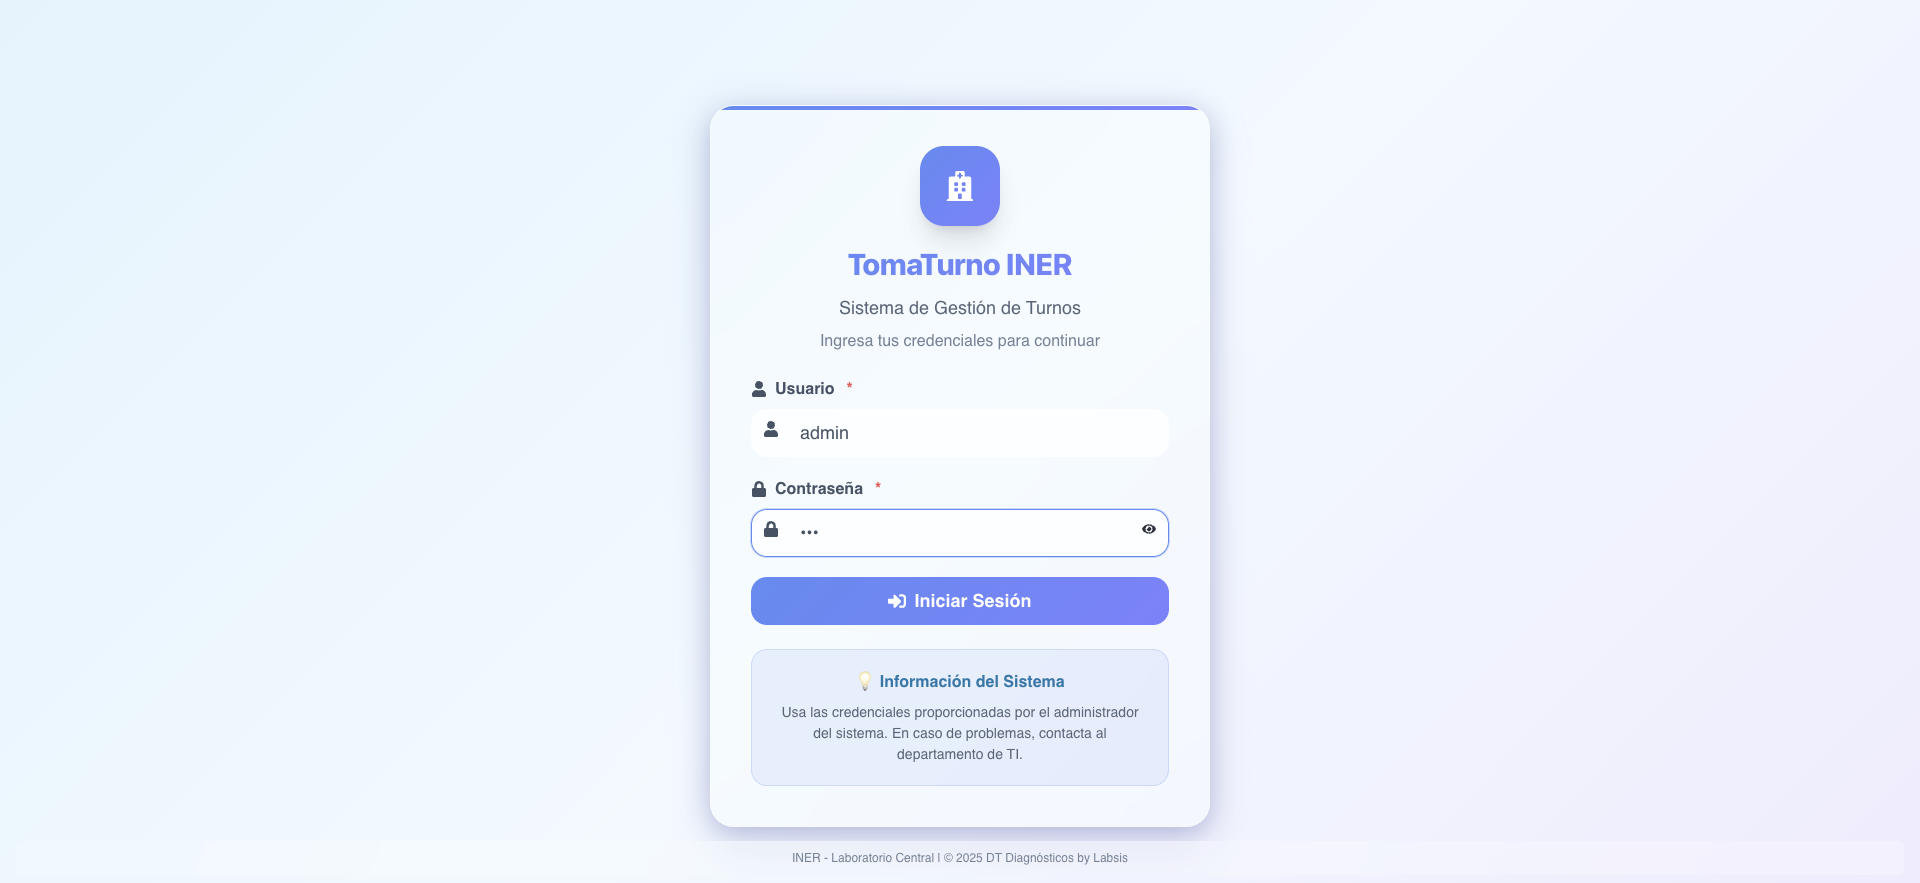 TomaTurno INER
Sistema de Gestión de Turnos
Ingresa tus credenciales para continuar
Usuario *
admin
Contraseña *
•••
Iniciar Sesión
💡 Información del Sistema
Usa las credenciales proporcionadas por el administrador
del sistema. En caso de problemas, contacta al
departamento de TI.
INER - Laboratorio Central | © 2025 DT Diagnósticos by Labsis